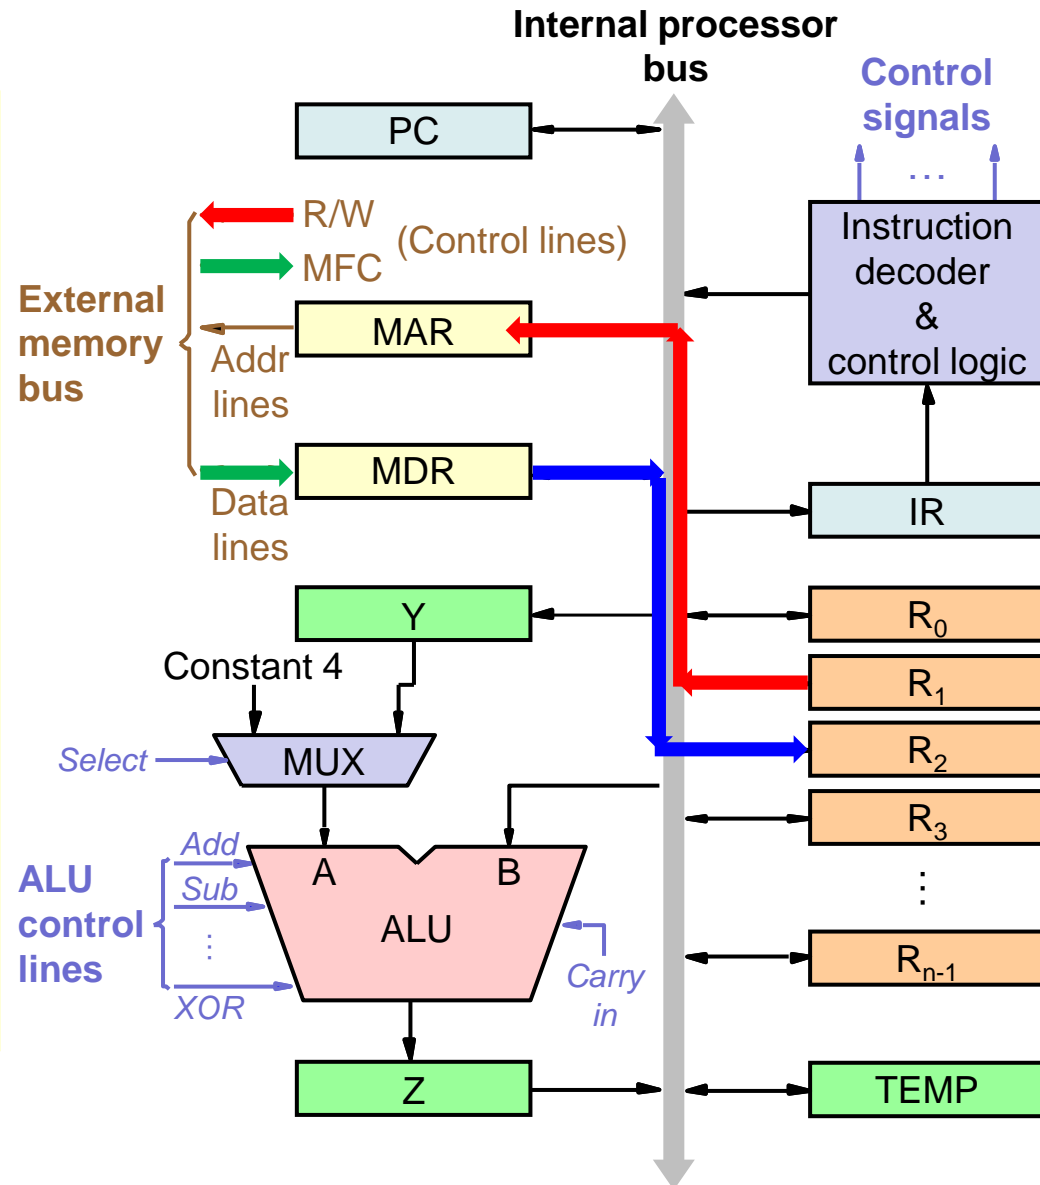 Internal processor
bus
Control
signals
...
PC
R/W
(Control lines)
MFC
External
memory
bus
MAR
Addr
lines
MDR
Data
lines
Instruction
decoder
&
control logic
IR
Y
Constant 4
Select
MUX
R0
R1
R2
R3
⋮
Rn-1
ALU
control
lines
Add
Sub
⋮
XOR
A
B
ALU
Carry
in
Z
TEMP